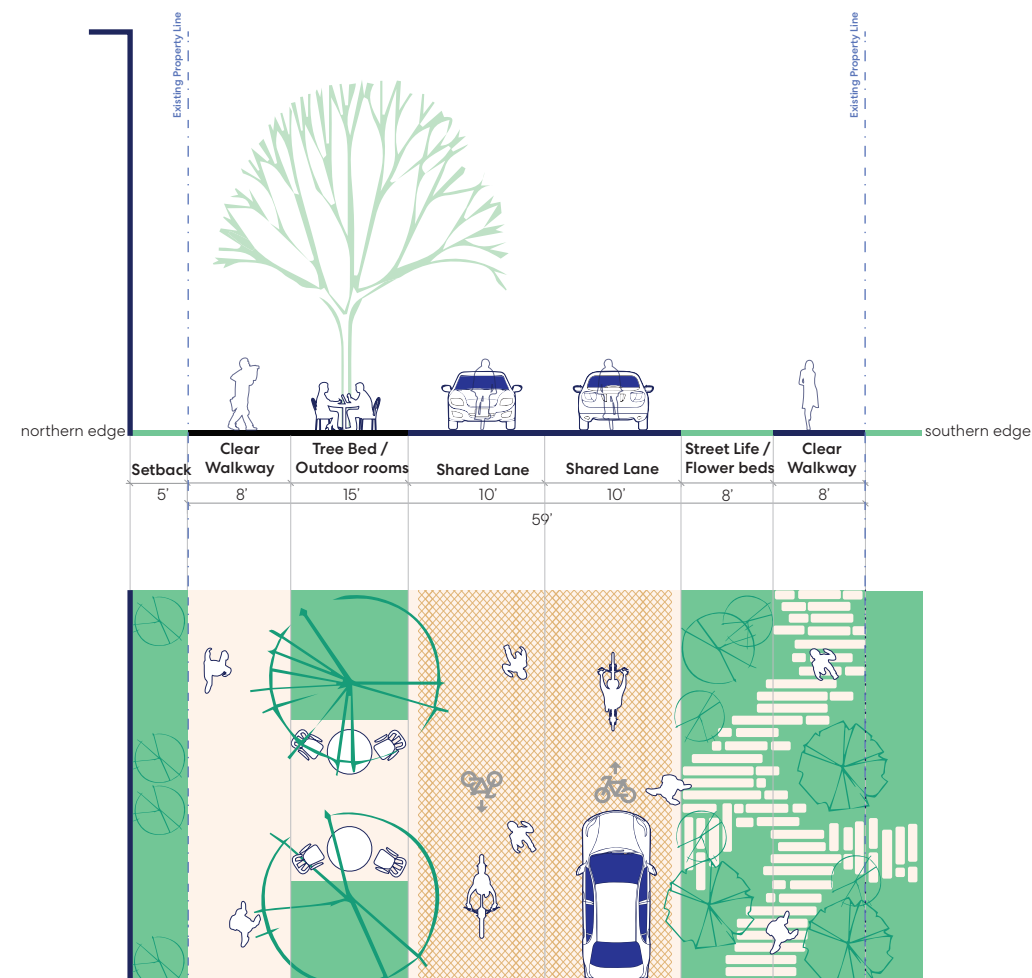 Existing Property Line
Existing Property Line
northern edge
southern edge
Setback
Clear
Walkway
Tree Bed /
Outdoor rooms
Shared Lane
Shared Lane
Street Life /
Flower beds
Clear
Walkway
5’
8’
15’
10’
10’
8’
8’
59’